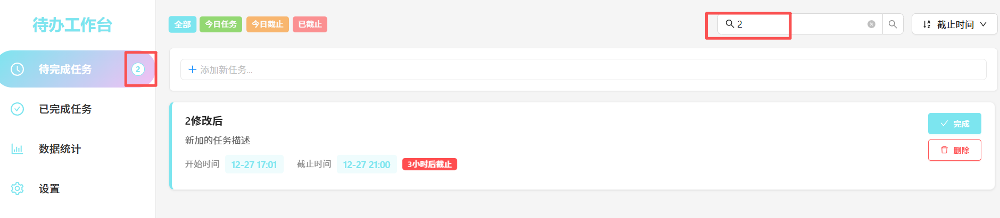 待办工作台
待完成任务 2
已完成任务
数据统计
设置
全部 今日任务 今日截止 已截止
2
截止时间
添加新任务...
2修改后
新加的任务描述
开始时间 12-27 17:01 截止时间 12-27 21:00 3小时后截止
完成
删除